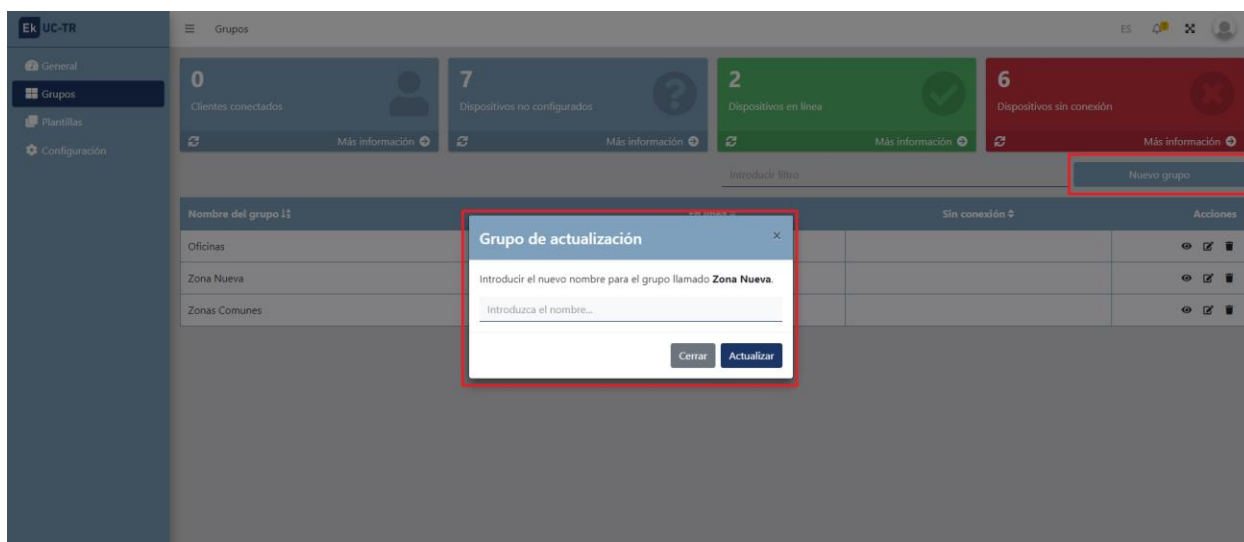 Ek UC-TR
Grupos
ES
General
Grupos
Plantillas
Configuración
0
Clientes conectados
Más información
7
Dispositivos no configurados
Más información
2
Dispositivos en línea
Más información
6
Dispositivos sin conexión
Más información
Introducir filtro
Nuevo grupo
Nombre del grupo
En línea
Sin conexión
Acciones
Oficinas
Zona Nueva
Zonas Comunes
Grupo de actualización
×
Introducir el nuevo nombre para el grupo llamado Zona Nueva.
Introduzca el nombre...
Cerrar
Actualizar